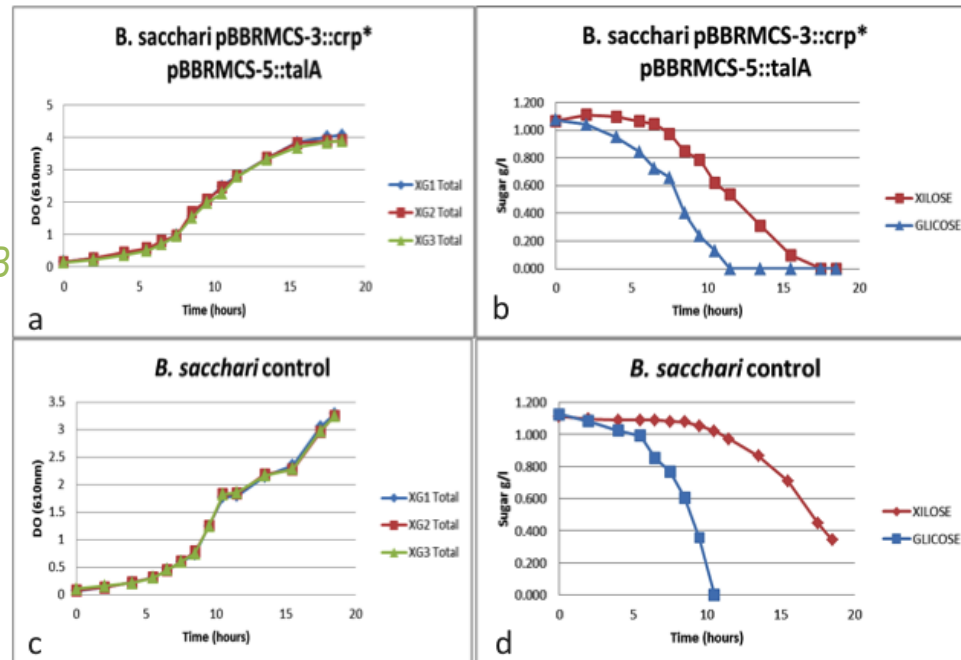 B. sacchari pBBRMCS-3::crp*
pBBRMCS-5::talA
5
4
3
2
1
0
DO (610nm)
0 5 10 15 20
Time (hours)
XG1 Total
XG2 Total
XG3 Total
a
3
B. sacchari pBBRMCS-3::crp*
pBBRMCS-5::talA
1.200
1.000
0.800
0.600
0.400
0.200
0.000
Sugar g/l
0 5 10 15 20
Time (hours)
XILOSE
GLICOSE
b
B. sacchari control
3.5
3
2.5
2
1.5
1
0.5
0
DO (610nm)
0 5 10 15 20
Time (hours)
XG1 Total
XG2 Total
XG3 Total
c
B. sacchari control
1.200
1.000
0.800
0.600
0.400
0.200
0.000
Sugar g/l
0 5 10 15 20
Time (hours)
XILOSE
GLICOSE
d